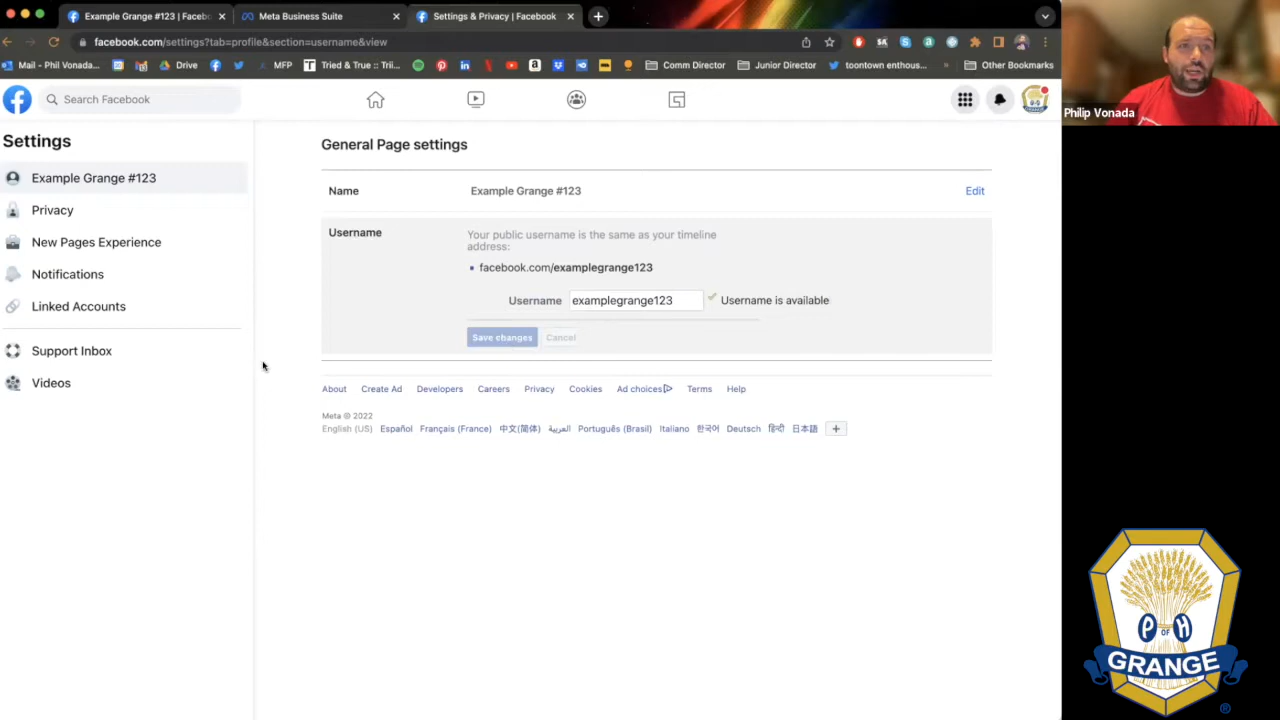 Example Grange #123 | Facebo
Meta Business Suite
Settings & Privacy | Facebook
facebook.com/settings?tab=profile&section=username&view
Mail - Phil Vonada...
Drive
MFP
Tried & True :: Trii...
Comm Director
Junior Director
toontown enthous...
»
Other Bookmarks
Search Facebook
Philip Vonada
Settings
Example Grange #123
Privacy
New Pages Experience
Notifications
Linked Accounts
Support Inbox
Videos
General Page settings
Name Example Grange #123 Edit
Username
Your public username is the same as your timeline
address:
facebook.com/examplegrange123
Username examplegrange123 Username is available
Save changes Cancel
About Create Ad Developers Careers Privacy Cookies Ad choices Terms Help
Meta © 2022
English (US) Español Français (France) 中文(简体) العربية Português (Brasil) Italiano 한국어 Deutsch हिन्दी 日本語 +
P OF H
GRANGE
®